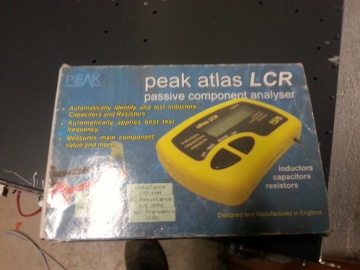 PEAK
peak atlas LCR
passive component analyser
Automatically identify and test Inductors,
Capacitors and Resistors
Automatically applies best test
frequency
Measures main component
value and more
atlas LCR
inductors
capacitors
resistors
Designed and Manufactured in England